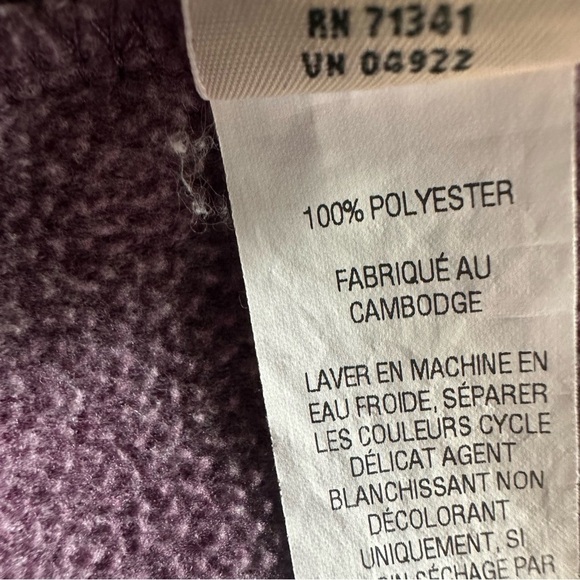 RN 71341
VN 04922
100% POLYESTER
FABRIQUÉ AU
CAMBODGE
LAVER EN MACHINE EN
EAU FROIDE, SÉPARER
LES COULEURS CYCLE
DÉLICAT AGENT
BLANCHISSANT NON
DÉCOLORANT
UNIQUEMENT, SI
SÉCHAGE PAR